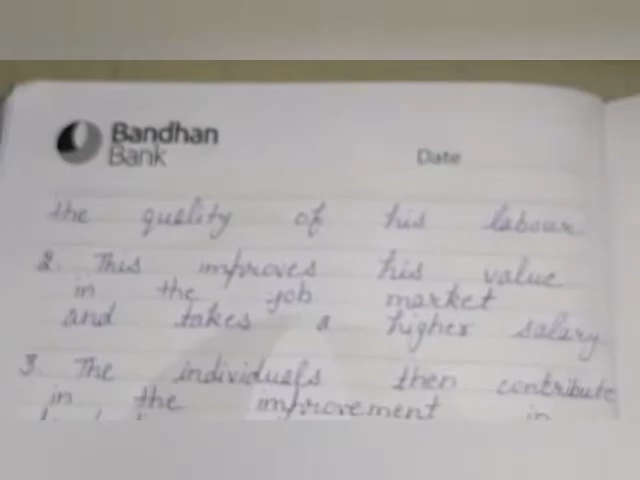 Bandhan
Bank
Date
the quality of his labour
2. This improves his value
in the job market
and takes a higher salary
3. The individuals then contribute
in the improvement in